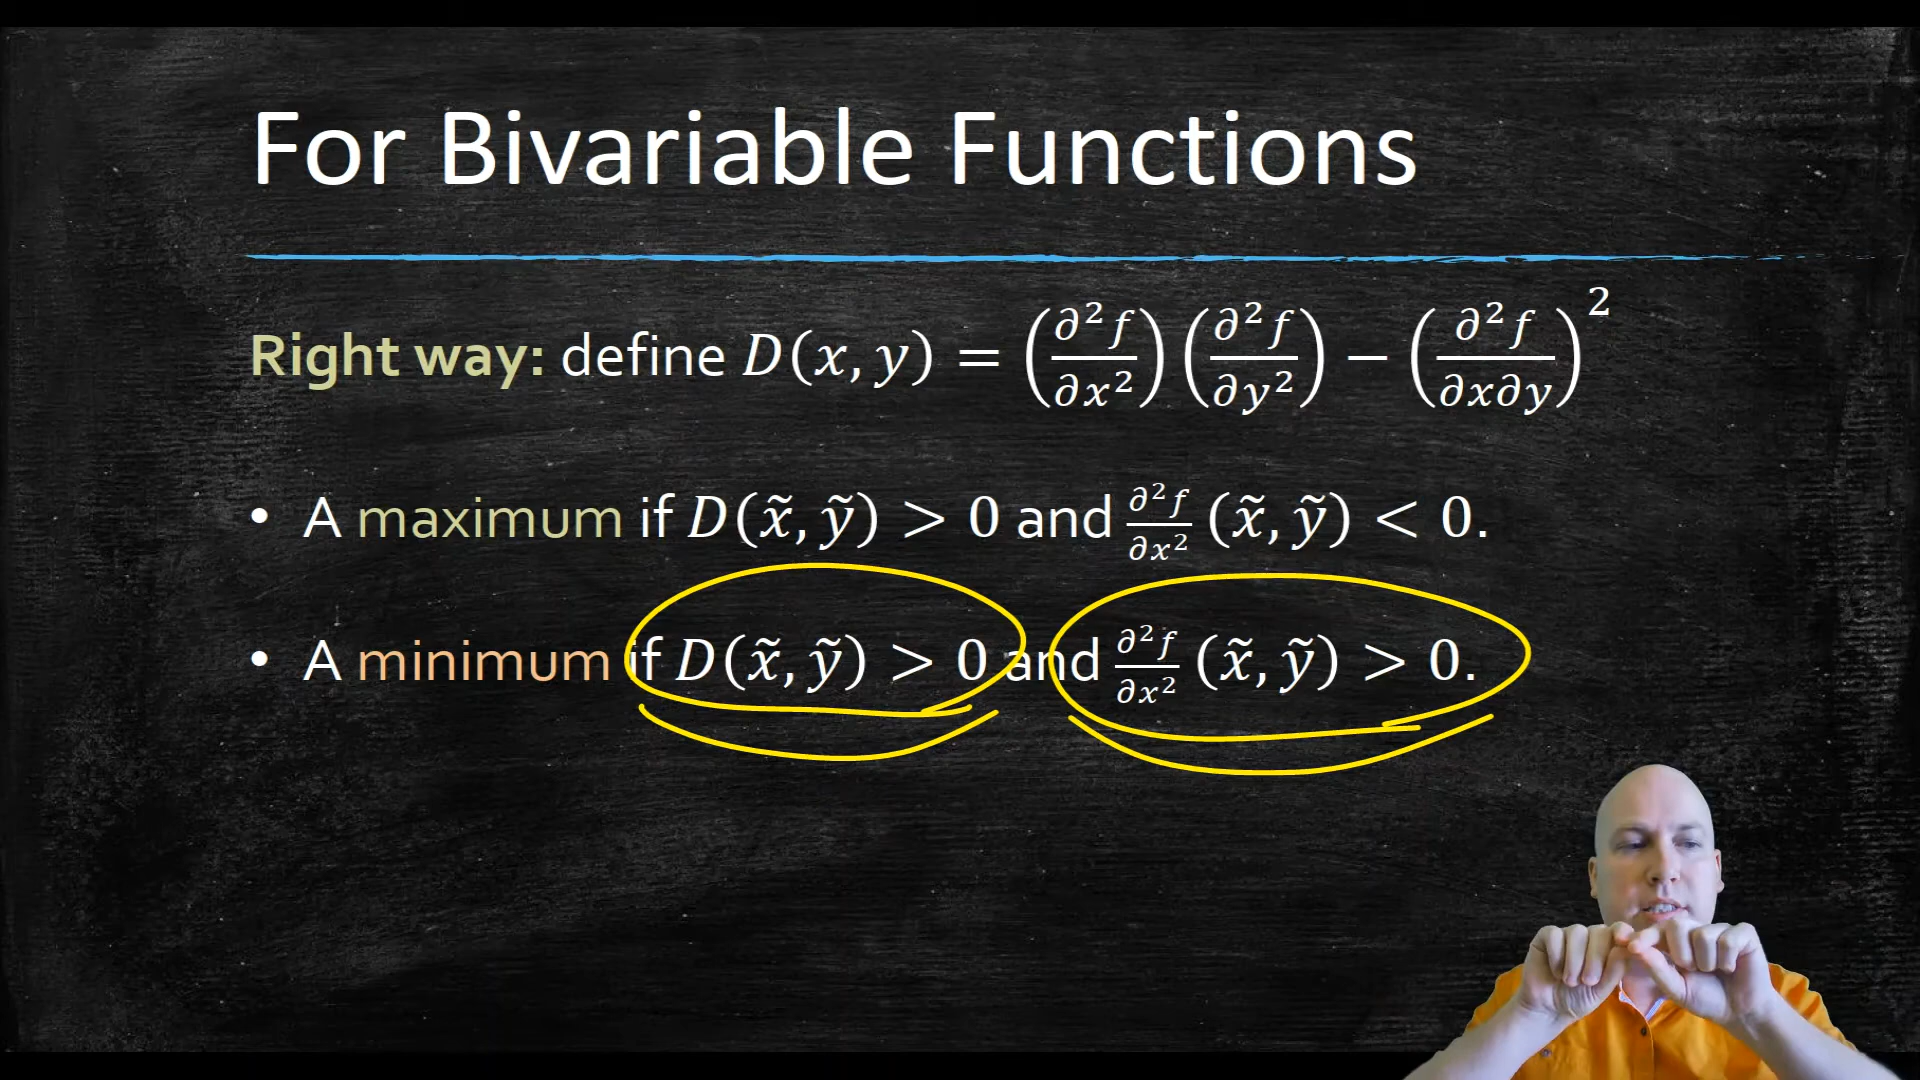 For Bivariable Functions
Right way: define D(x, y) = (∂²f/∂x²)(∂²f/∂y²) − (∂²f/∂x∂y)²
• A maximum if D(x̃, ỹ) > 0 and ∂²f/∂x² (x̃, ỹ) < 0.
• A minimum if D(x̃, ỹ) > 0 and ∂²f/∂x² (x̃, ỹ) > 0.